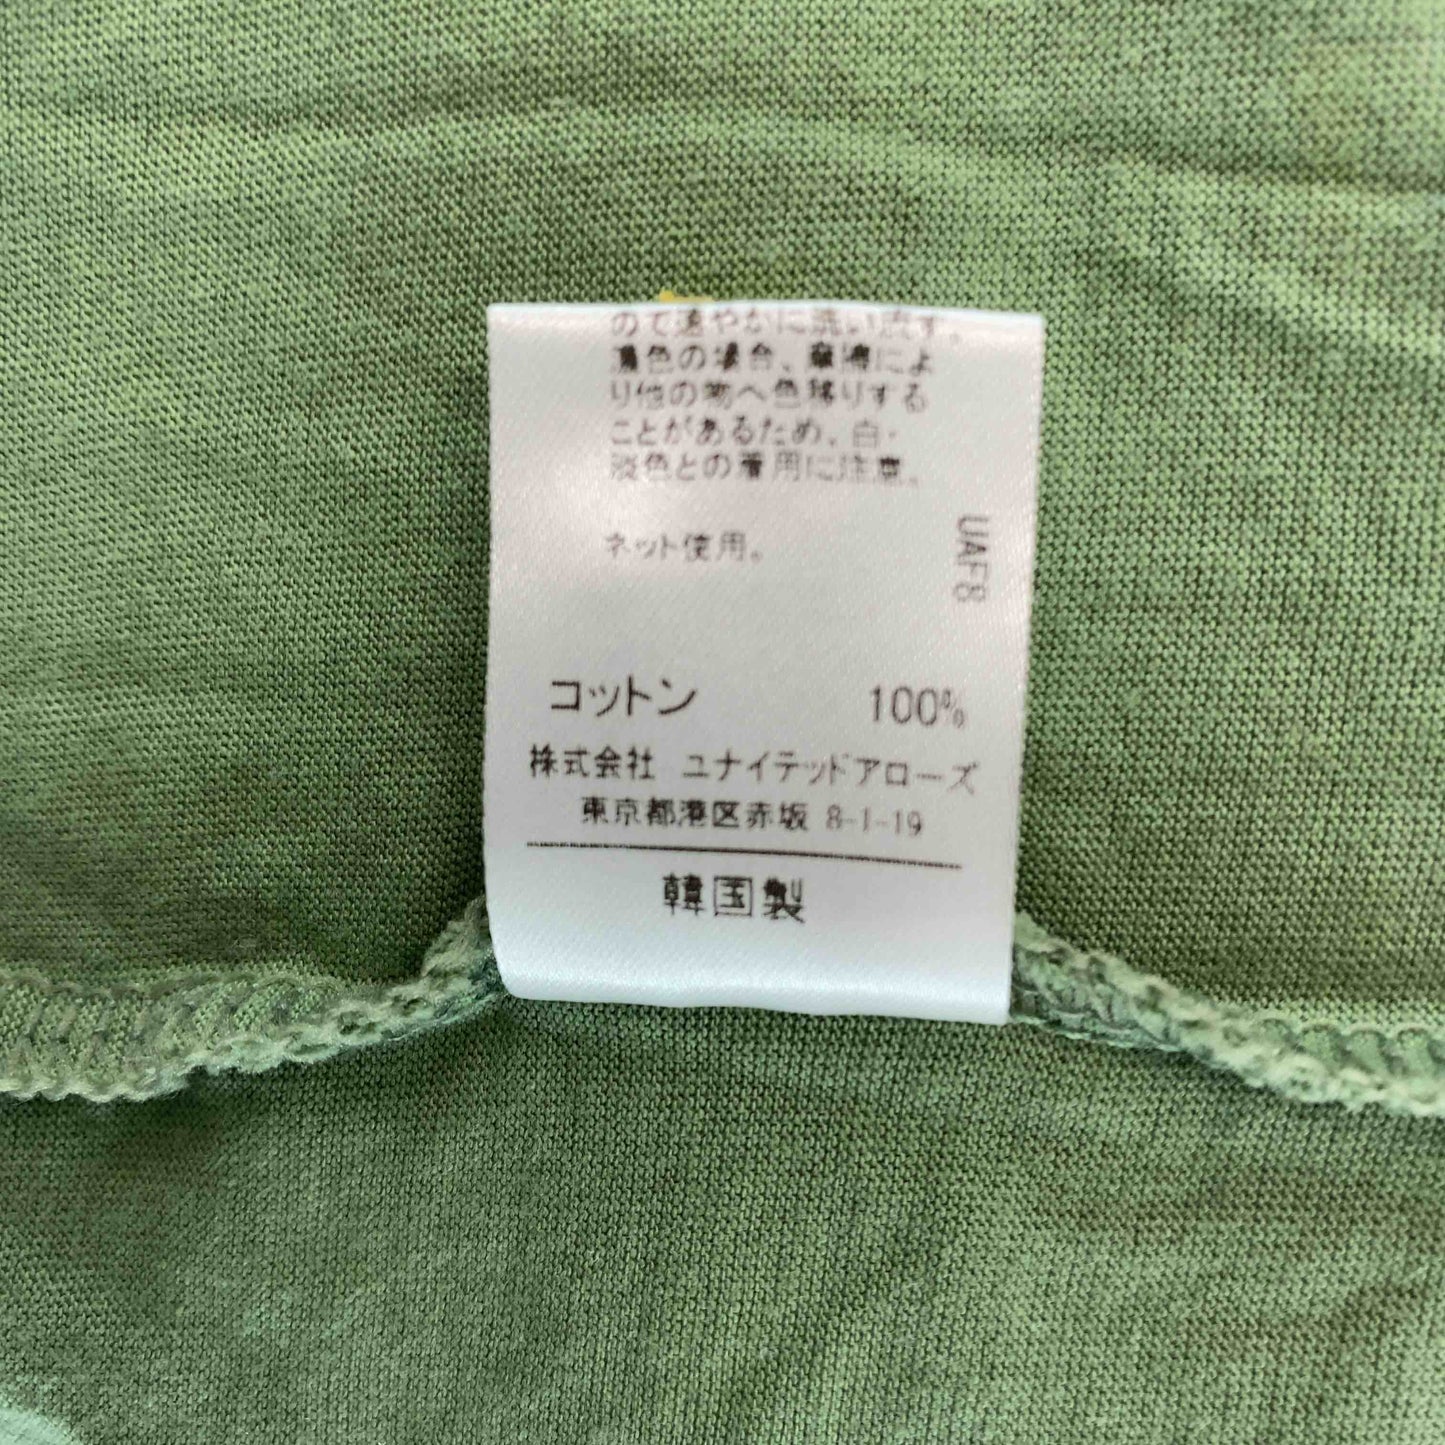 ので速やかに洗い流す。
濃色の場合、摩擦によ
り他の物へ色移りする
ことがあるため、白・
淡色との着用に注意。
ネット使用。
UAF8
コットン 100%
株式会社 ユナイテッドアローズ
東京都港区赤坂 8-1-19
韓国製